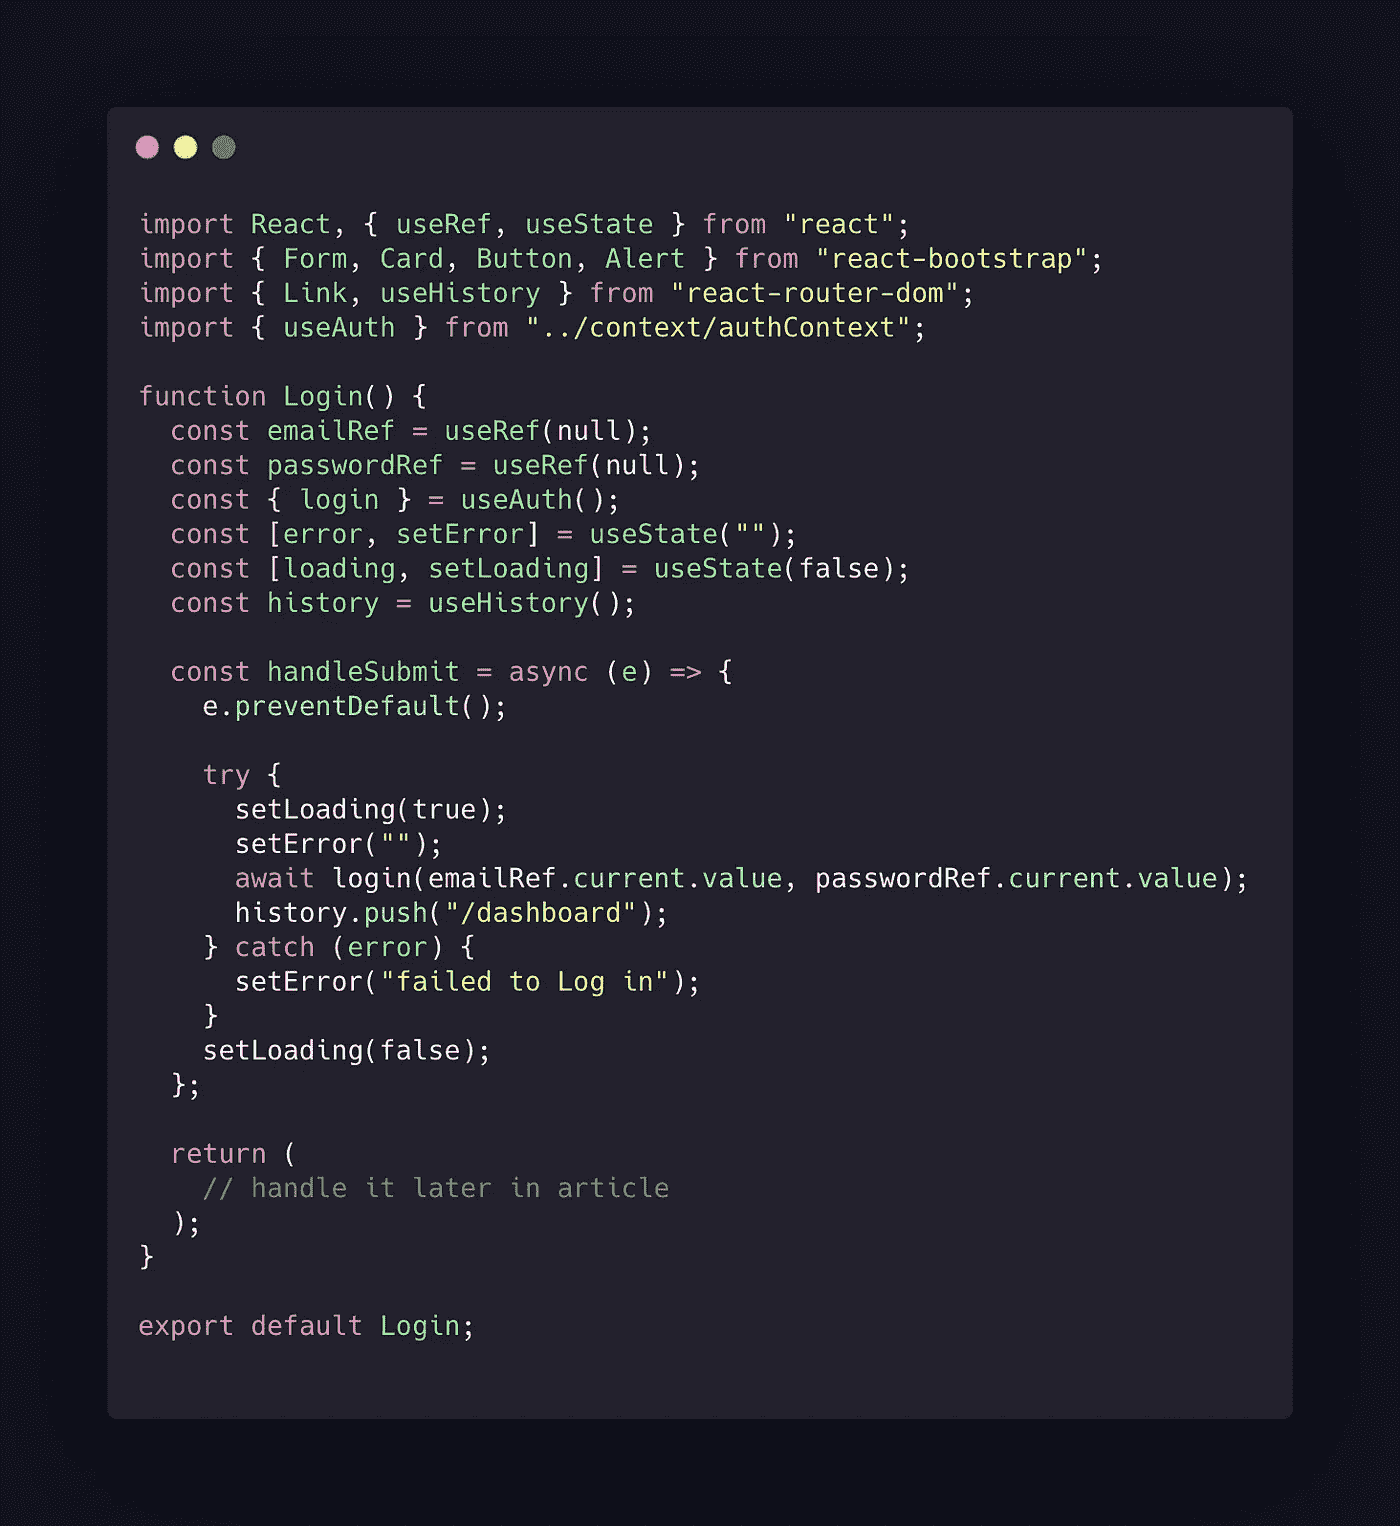 import React, { useRef, useState } from "react";
import { Form, Card, Button, Alert } from "react-bootstrap";
import { Link, useHistory } from "react-router-dom";
import { useAuth } from "../context/authContext";

function Login() {
  const emailRef = useRef(null);
  const passwordRef = useRef(null);
  const { login } = useAuth();
  const [error, setError] = useState("");
  const [loading, setLoading] = useState(false);
  const history = useHistory();

  const handleSubmit = async (e) => {
    e.preventDefault();

    try {
      setLoading(true);
      setError("");
      await login(emailRef.current.value, passwordRef.current.value);
      history.push("/dashboard");
    } catch (error) {
      setError("failed to Log in");
    }
    setLoading(false);
  };

  return (
    // handle it later in article
  );
}

export default Login;